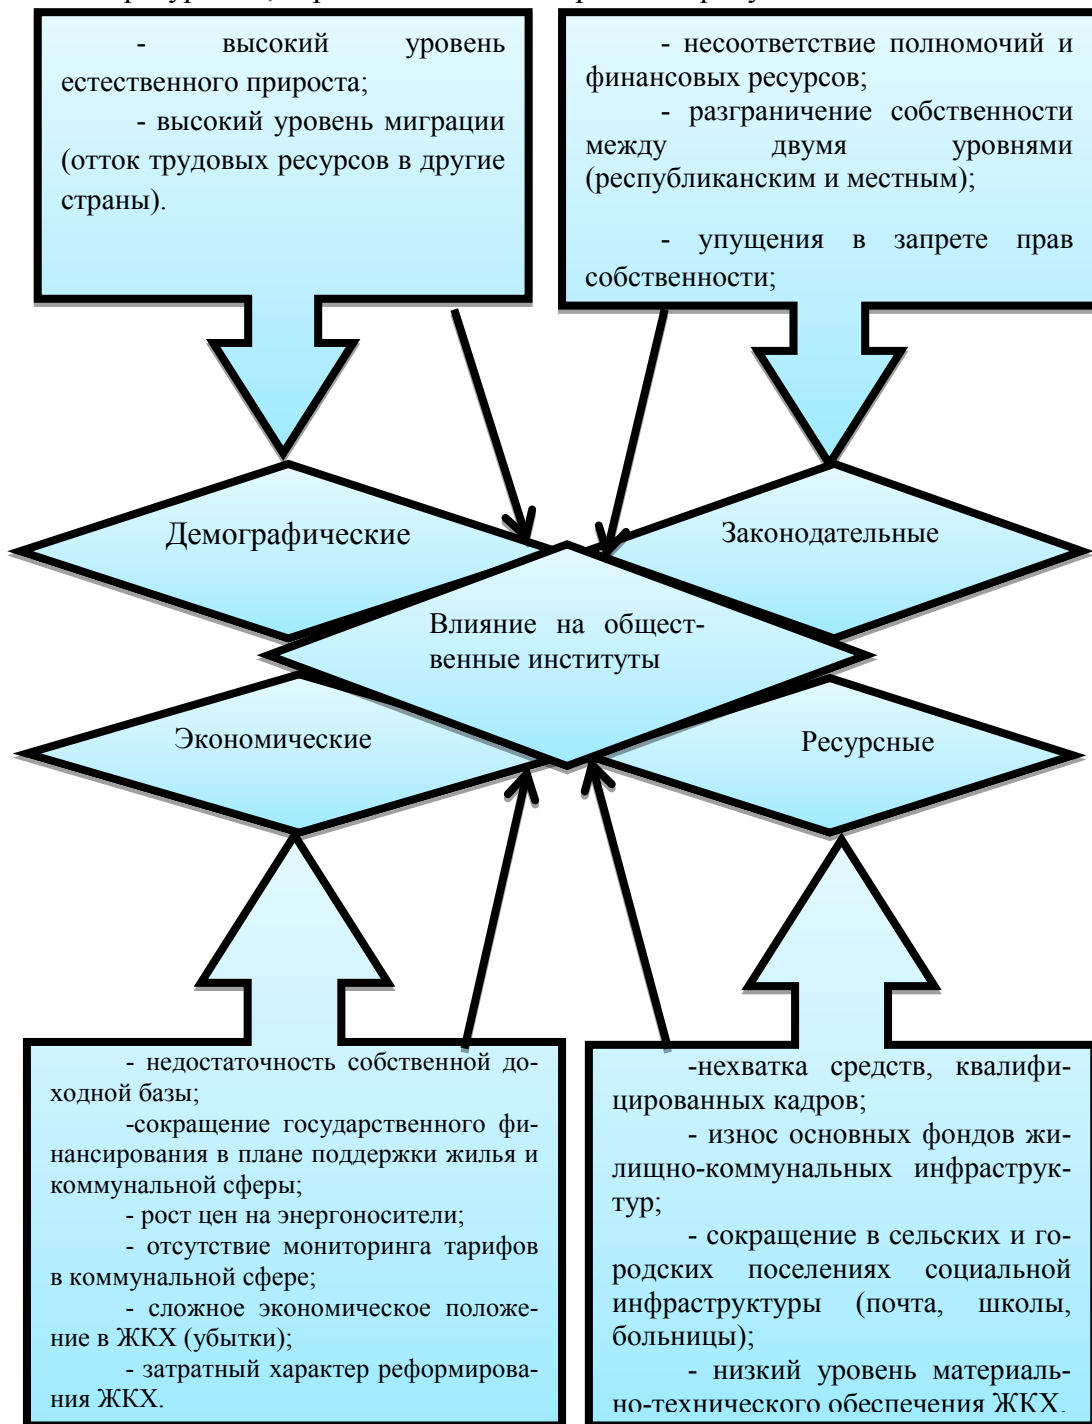 - высокий уровень
естественного прироста;
- высокий уровень миграции
(отток трудовых ресурсов в другие
страны).
- несоответствие полномочий и
финансовых ресурсов;
- разграничение собственности
между двумя уровнями
(республиканским и местным);
- упущения в запрете прав
собственности;
Демографические
Законодательные
Влияние на общест-
венные институты
Экономические
Ресурсные
- недостаточность собственной до-
ходной базы;
-сокращение государственного фи-
нансирования в плане поддержки жилья и
коммунальной сферы;
- рост цен на энергоносители;
- отсутствие мониторинга тарифов
в коммунальной сфере;
- сложное экономическое положе-
ние в ЖКХ (убытки);
- затратный характер реформирова-
ния ЖКХ.
-нехватка средств, квалифи-
цированных кадров;
- износ основных фондов жи-
лищно-коммунальных инфраструк-
тур;
- сокращение в сельских и го-
родских поселениях социальной
инфраструктуры (почта, школы,
больницы);
- низкий уровень материаль-
но-технического обеспечения ЖКХ.